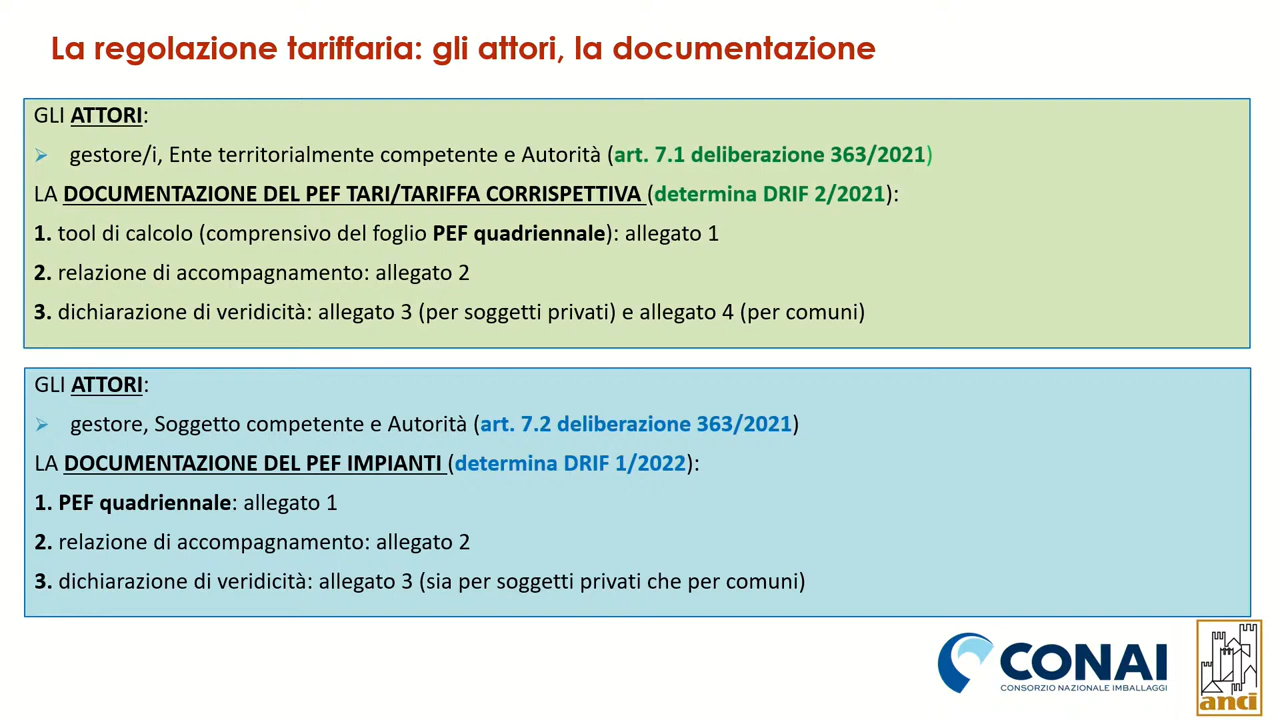 La regolazione tariffaria: gli attori, la documentazione
GLI ATTORI:
gestore/i, Ente territorialmente competente e Autorità (art. 7.1 deliberazione 363/2021)
LA DOCUMENTAZIONE DEL PEF TARI/TARIFFA CORRISPETTIVA (determina DRIF 2/2021):
1. tool di calcolo (comprensivo del foglio PEF quadriennale): allegato 1
2. relazione di accompagnamento: allegato 2
3. dichiarazione di veridicità: allegato 3 (per soggetti privati) e allegato 4 (per comuni)
GLI ATTORI:
gestore, Soggetto competente e Autorità (art. 7.2 deliberazione 363/2021)
LA DOCUMENTAZIONE DEL PEF IMPIANTI (determina DRIF 1/2022):
1. PEF quadriennale: allegato 1
2. relazione di accompagnamento: allegato 2
3. dichiarazione di veridicità: allegato 3 (sia per soggetti privati che per comuni)
CONAI
CONSORZIO NAZIONALE IMBALLAGGI
anci